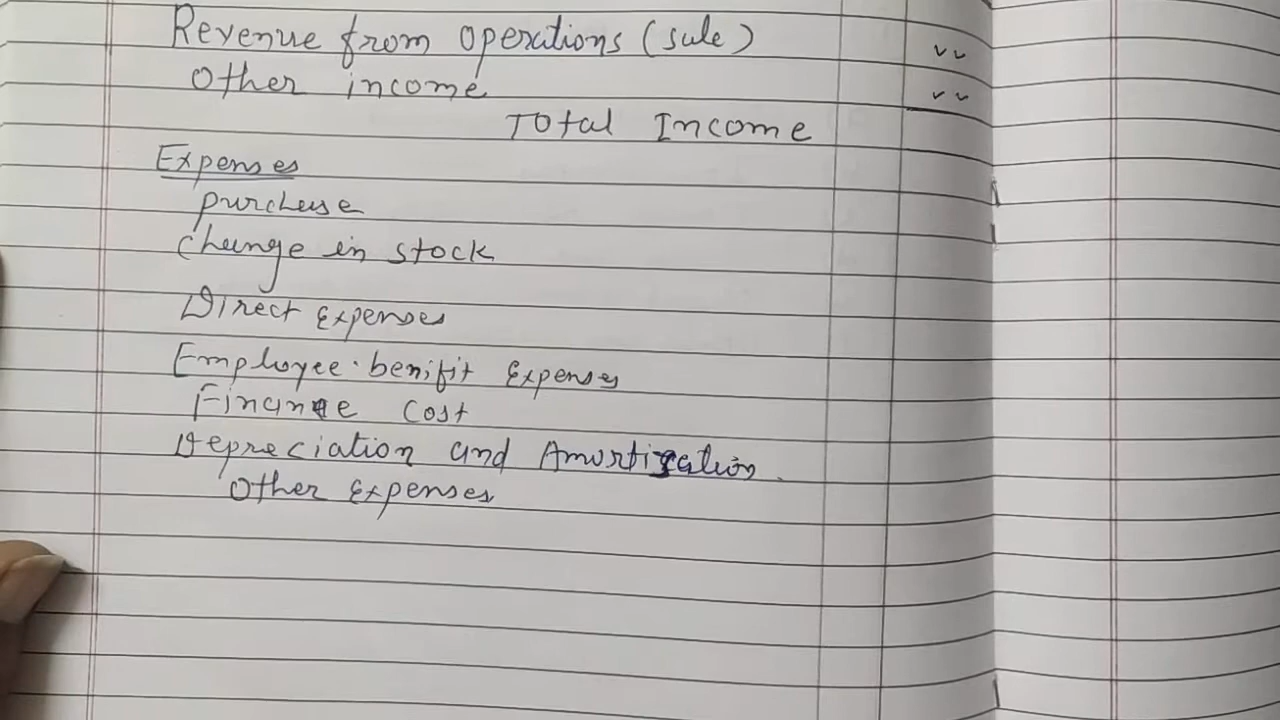 Revenue from operations (sale)
Other income
Total Income
Expenses
purchase
change in stock
Direct Expenses
Employee benifit Expenses
Finance cost
Depreciation and Amortization
Other Expenses